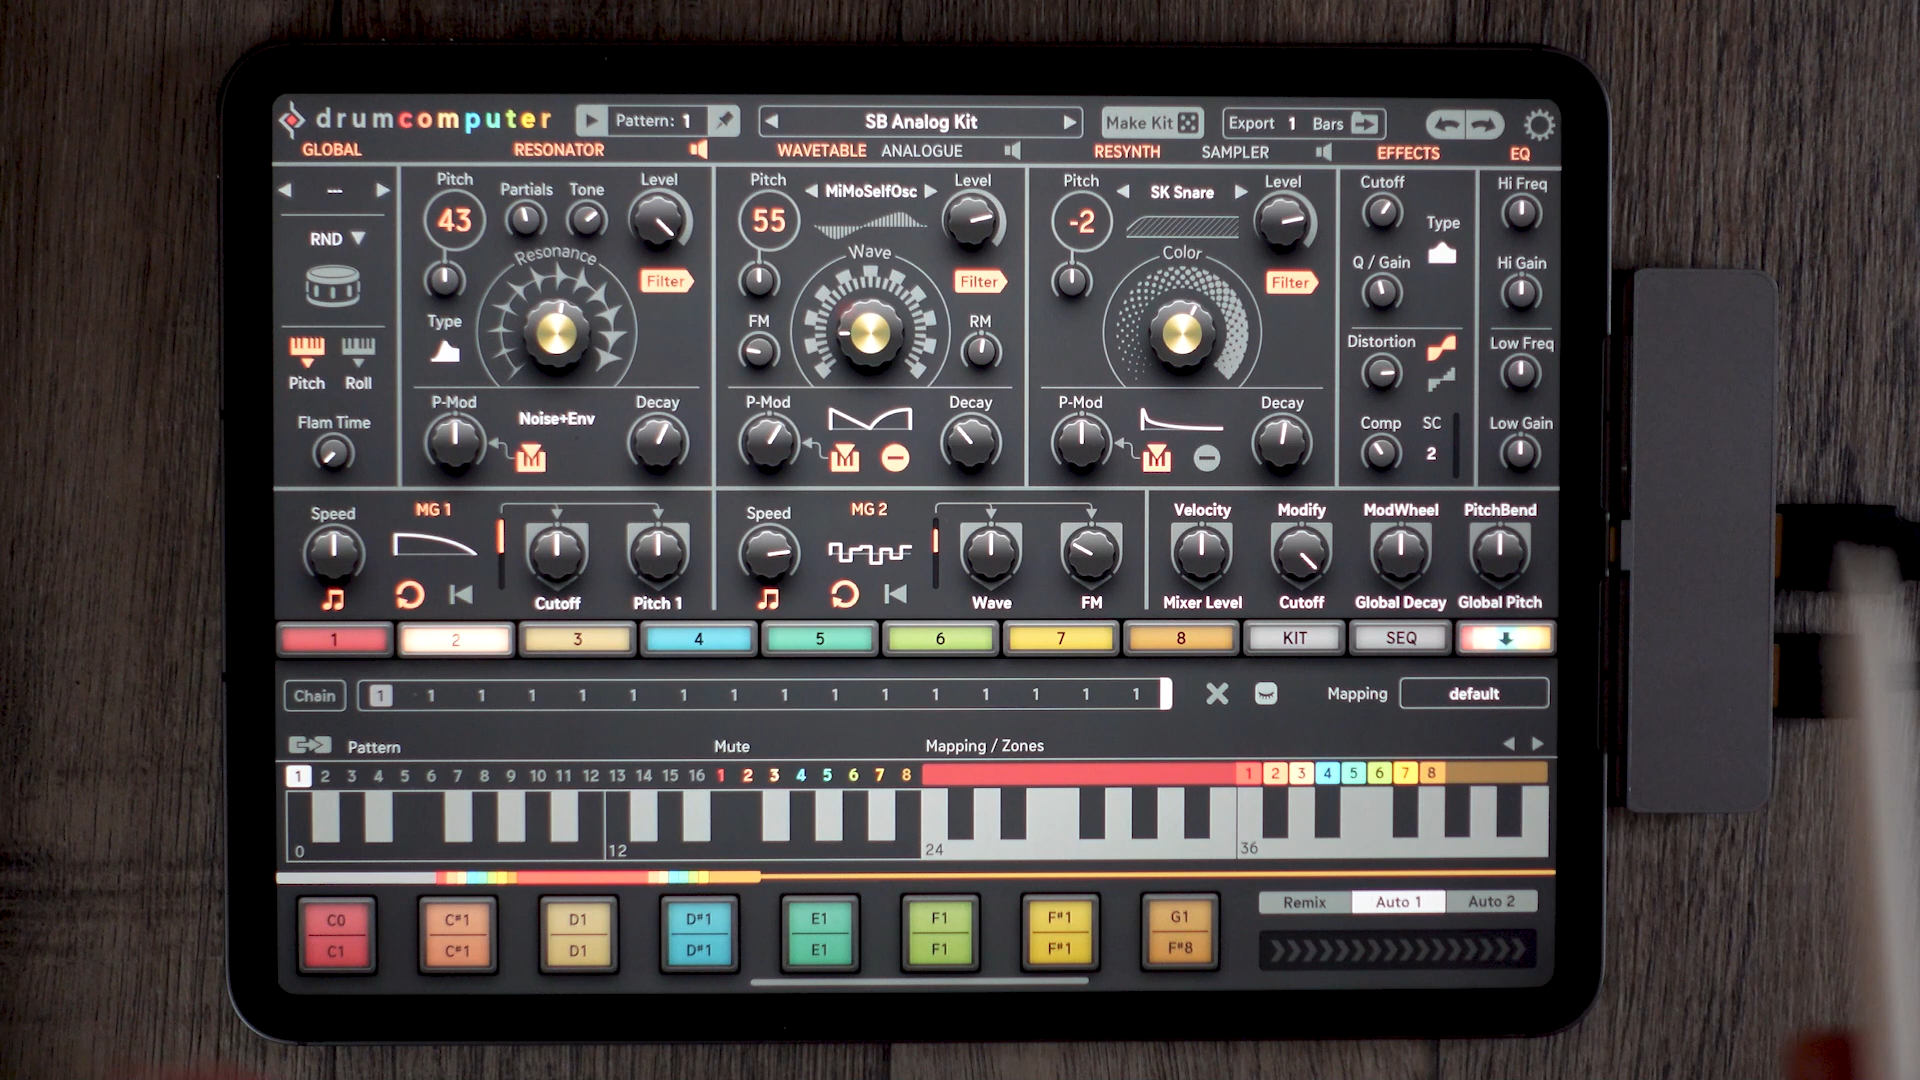 drumcomputer
Pattern: 1
SB Analog Kit
Make Kit
Export 1 Bars
GLOBAL
RESONATOR
WAVETABLE ANALOGUE
RESYNTH SAMPLER
EFFECTS
EQ
---
RND
Pitch Roll
Flam Time
Pitch Partials Tone Level
43
Resonance
Filter
Type
P-Mod
Noise+Env
Decay
Pitch
55
MiMoSelfOsc
Level
Wave
Filter
FM
RM
P-Mod
Decay
Pitch
-2
SK Snare
Level
Color
Filter
P-Mod
Decay
Cutoff
Type
Q / Gain
Distortion
Comp SC
2
Hi Freq
Hi Gain
Low Freq
Low Gain
Speed
MG 1
Cutoff
Pitch 1
Speed
MG 2
Wave
FM
Velocity Modify ModWheel PitchBend
Mixer Level Cutoff Global Decay Global Pitch
1 2 3 4 5 6 7 8 KIT SEQ
Chain 1 1 1 1 1 1 1 1 1 1 1 1 1 1 1 1
Mapping default
Pattern
Mute
Mapping / Zones
1 2 3 4 5 6 7 8 9 10 11 12 13 14 15 16 1 2 3 4 5 6 7 8
1 2 3 4 5 6 7 8
0 12 24 36
C0 C#1 D1 D#1 E1 F1 F#1 G1
C1 C#1 D1 D#1 E1 F1 F#1 F#8
Remix Auto 1 Auto 2